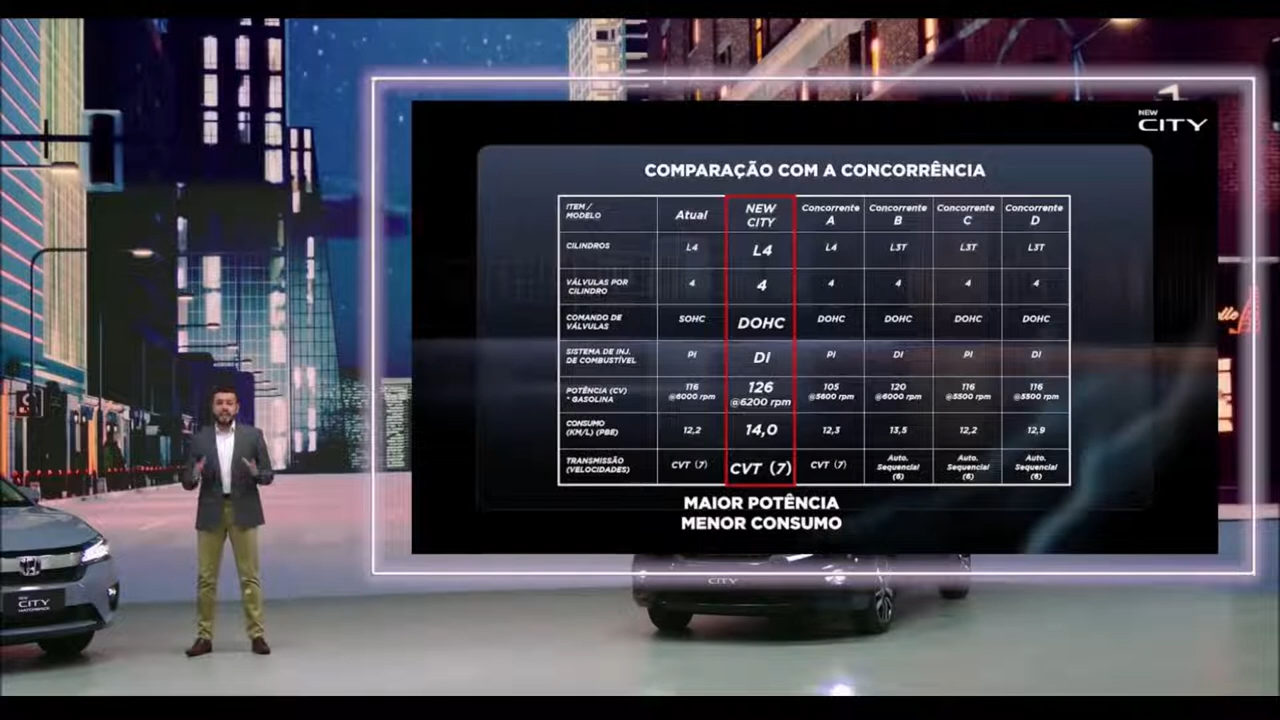 NEW
CITY
COMPARAÇÃO COM A CONCORRÊNCIA
ITEM / MODELO Atual NEW CITY Concorrente A Concorrente B Concorrente C Concorrente D
CILINDROS L4 L4 L4 L3T L3T L3T
VÁLVULAS POR CILINDRO 4 4 4 4 4 4
COMANDO DE VÁLVULAS SOHC DOHC DOHC DOHC DOHC DOHC
SISTEMA DE INJ. DE COMBUSTÍVEL PI DI PI DI PI DI
POTÊNCIA (CV) * GASOLINA 116 @6000 rpm 126 @6200 rpm 105 @5600 rpm 120 @6000 rpm 116 @5500 rpm 116 @5500 rpm
CONSUMO (KM/L) (PBE) 12,2 14,0 12,3 13,5 12,2 12,9
TRANSMISSÃO (VELOCIDADES) CVT (7) CVT (7) CVT (7) Auto. Sequencial (6) Auto. Sequencial (6) Auto. Sequencial (6)
MAIOR POTÊNCIA
MENOR CONSUMO
CITY
NEW
CITY
HATCHBACK